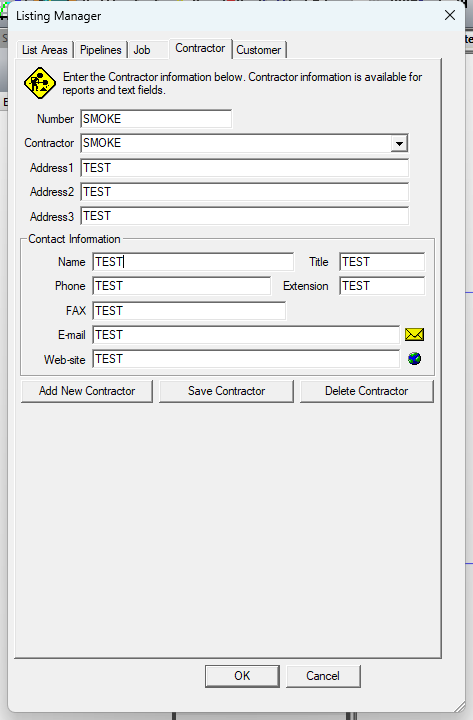 Listing Manager
List Areas Pipelines Job Contractor Customer
Enter the Contractor information below. Contractor information is available for
reports and text fields.
Number SMOKE
Contractor SMOKE
Address1 TEST
Address2 TEST
Address3 TEST
Contact Information
Name TEST Title TEST
Phone TEST Extension TEST
FAX TEST
E-mail TEST
Web-site TEST
Add New Contractor Save Contractor Delete Contractor
OK Cancel